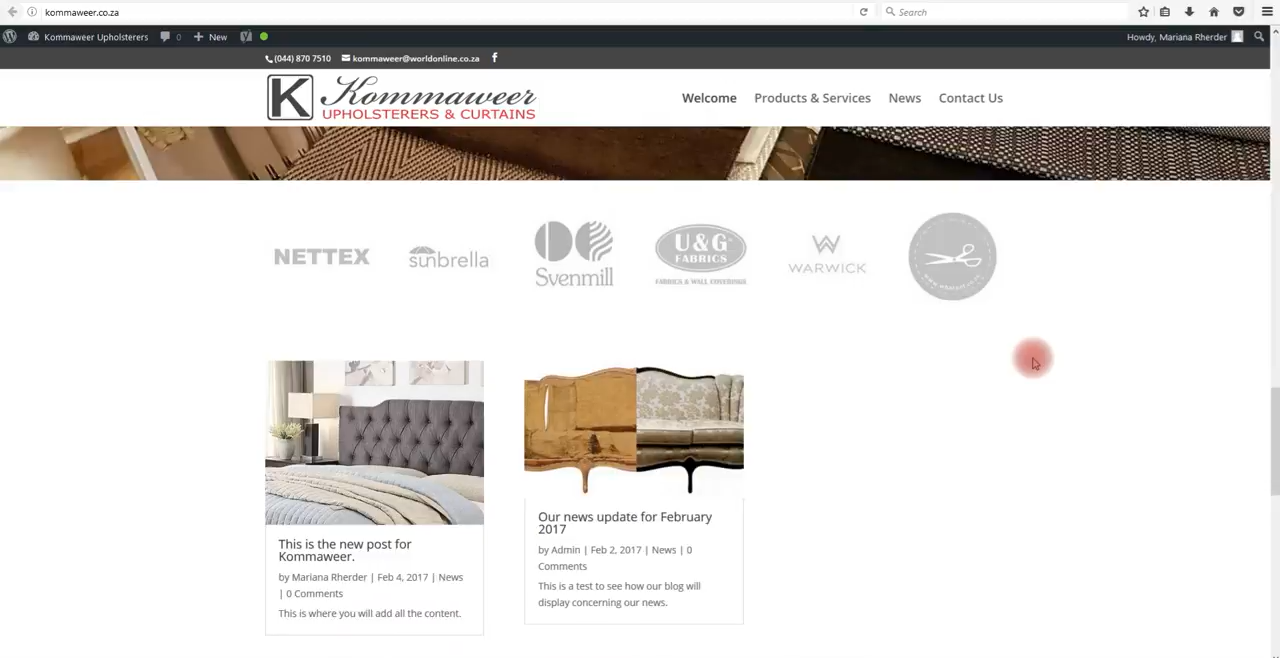 kommaweer.co.za
Search
Kommaweer Upholsterers 0 New Howdy, Mariana Rherder
(044) 870 7510 kommaweer@worldonline.co.za
K Kommaweer
UPHOLSTERERS & CURTAINS
Welcome Products & Services News Contact Us
NETTEX
sunbrella
Svenmill
U&G
FABRICS
FABRICS & WALL COVERINGS
WARWICK
This is the new post for
Kommaweer.
by Mariana Rherder | Feb 4, 2017 | News
| 0 Comments
This is where you will add all the content.
Our news update for February
2017
by Admin | Feb 2, 2017 | News | 0
Comments
This is a test to see how our blog will
display concerning our news.